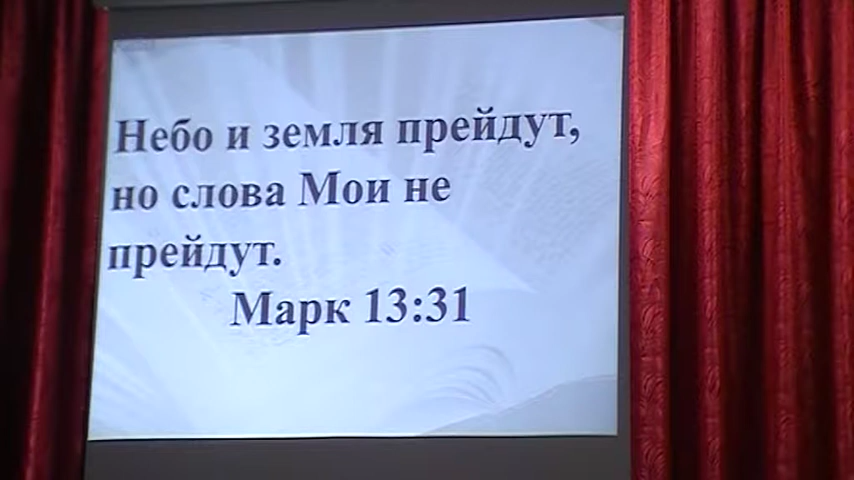 Небо и земля прейдут,
но слова Мои не
прейдут.
Марк 13:31